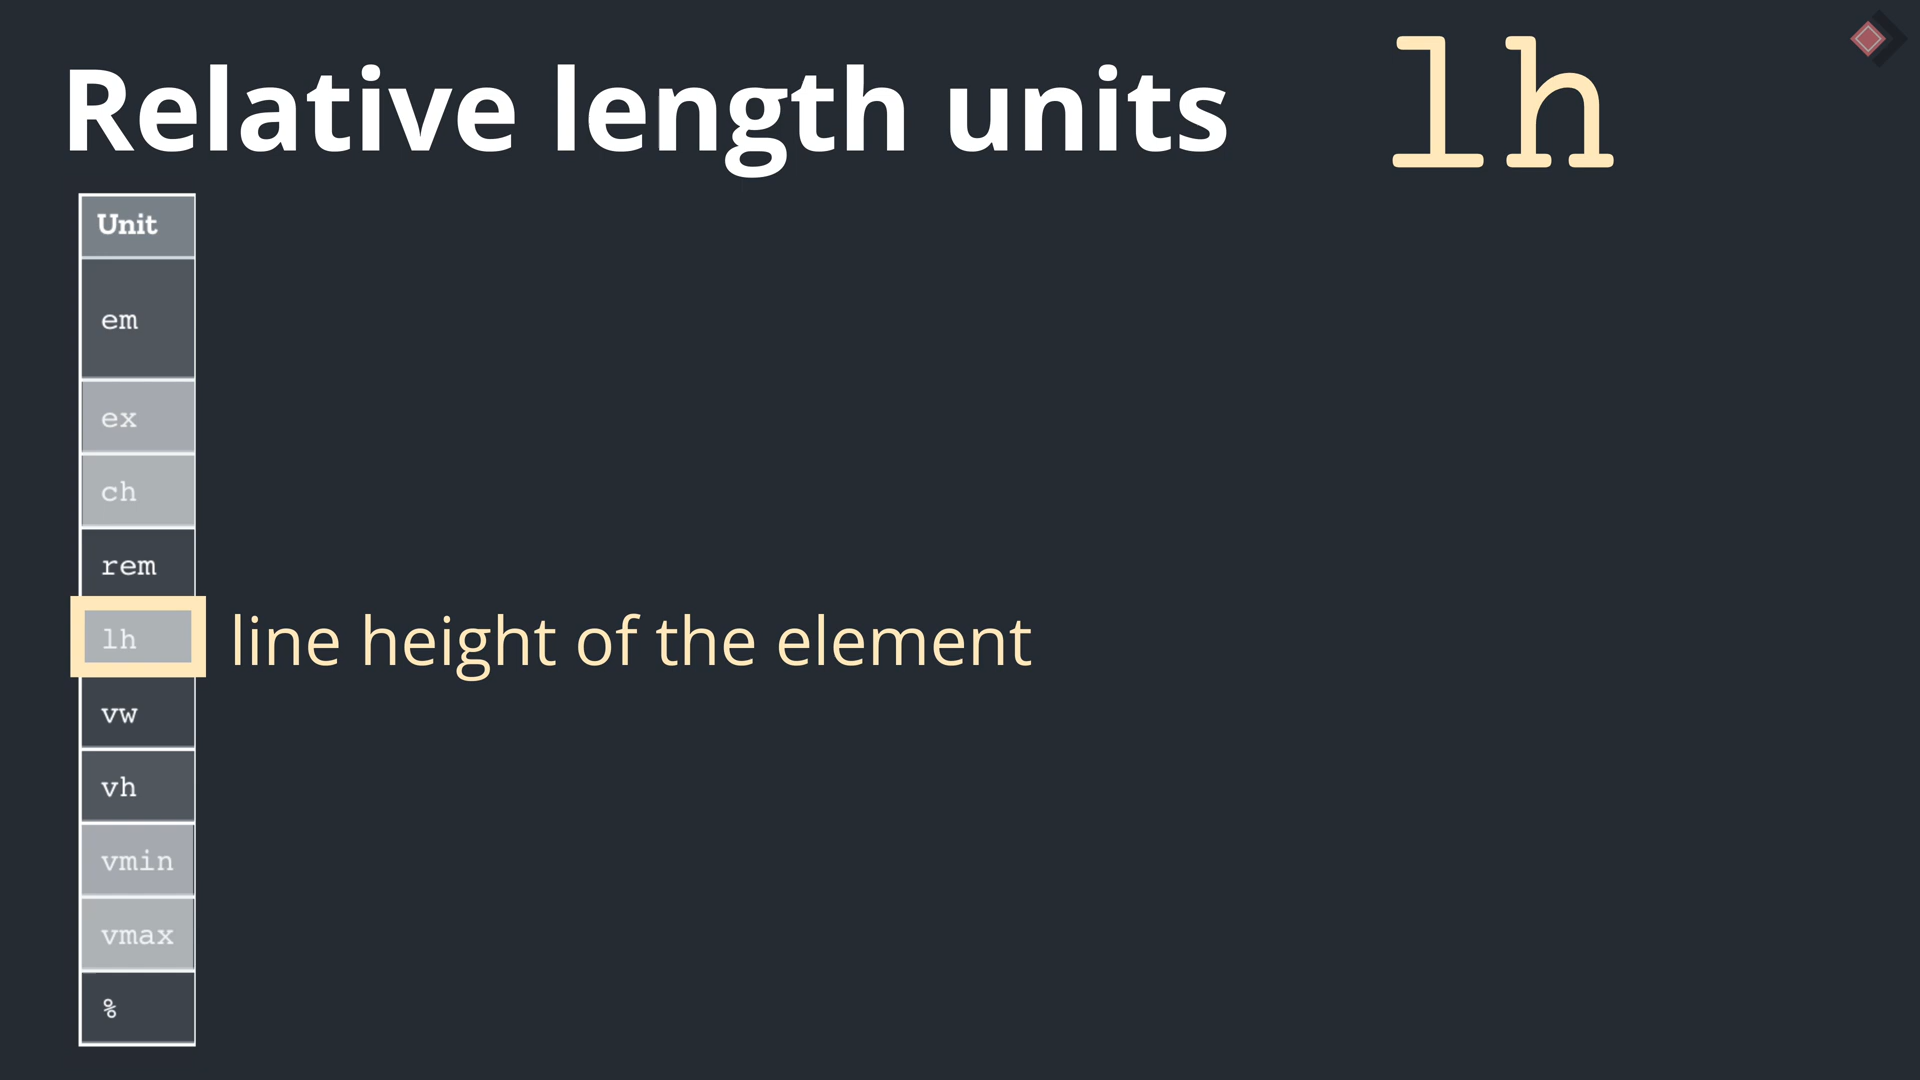 Relative length units lh
Unit
em
ex
ch
rem
lh line height of the element
vw
vh
vmin
vmax
%